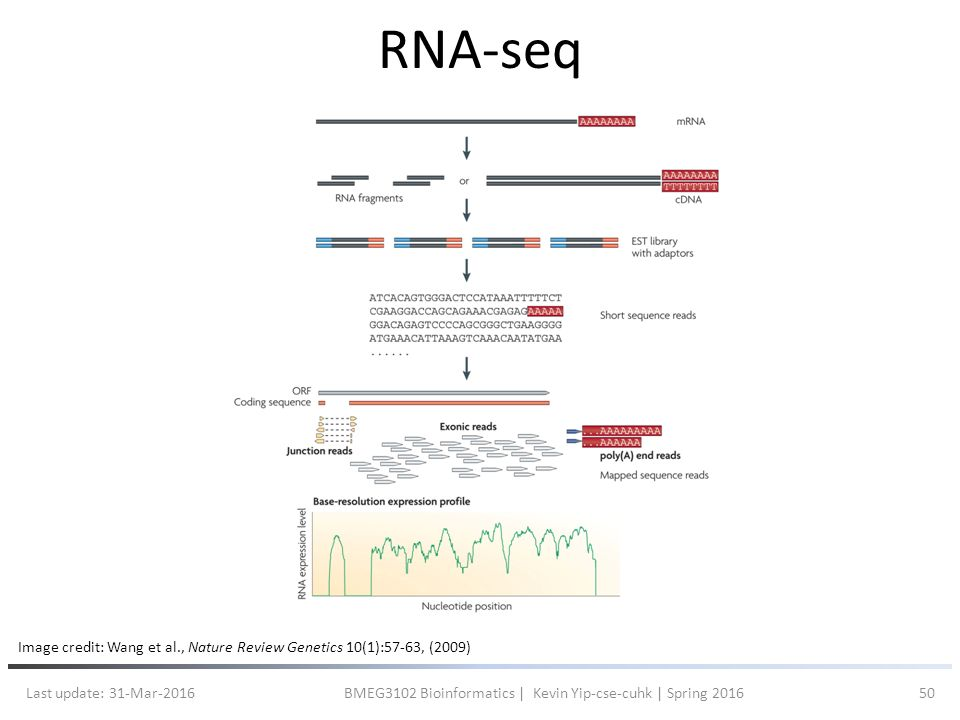 RNA-seq
AAAAAAAA
mRNA
or
AAAAAAAA
TTTTTTTT
RNA fragments
cDNA
EST library
with adaptors
ATCACAGTGGGACTCCATAAATTTTTCT
CGAAGGACCAGCAGAAACGAGAGAAAAA
GGACAGAGTCCCCAGCGGGCTGAAGGGG
ATGAAACATTAAAGTCAAACAATATGAA
......
Short sequence reads
ORF
Coding sequence
Junction reads
Exonic reads
...AAAAAAAAA
...AAAAAA
poly(A) end reads
Mapped sequence reads
Base-resolution expression profile
RNA expression level
Nucleotide position
Image credit: Wang et al., Nature Review Genetics 10(1):57-63, (2009)
Last update: 31-Mar-2016
BMEG3102 Bioinformatics | Kevin Yip-cse-cuhk | Spring 2016
50